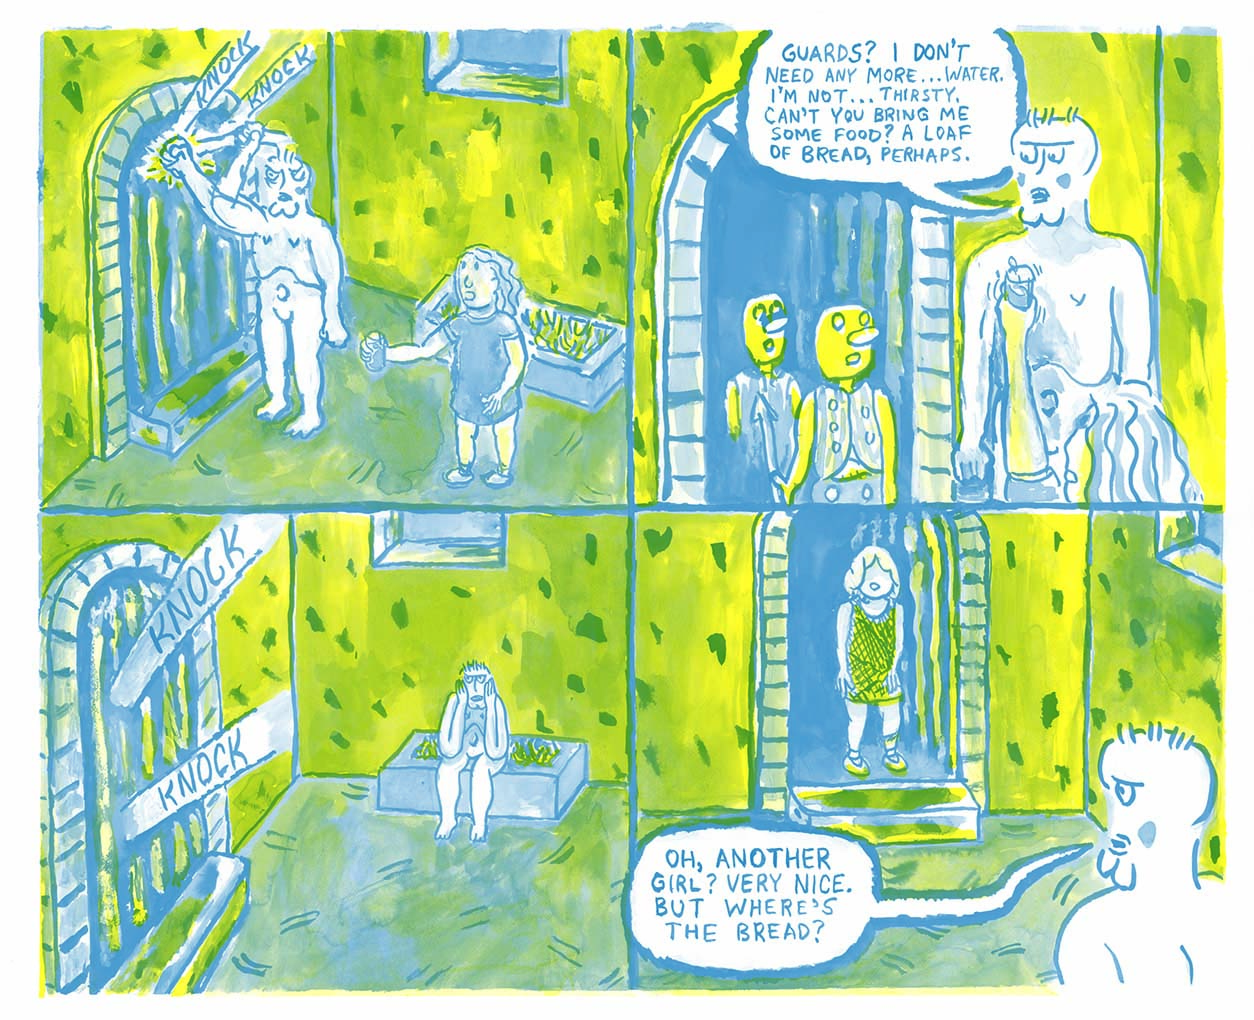 KNOCK
KNOCK
GUARDS? I DON'T
NEED ANY MORE...WATER.
I'M NOT...THIRSTY.
CAN'T YOU BRING ME
SOME FOOD? A LOAF
OF BREAD, PERHAPS.
KNOCK
KNOCK
OH, ANOTHER
GIRL? VERY NICE.
BUT WHERE'S
THE BREAD?